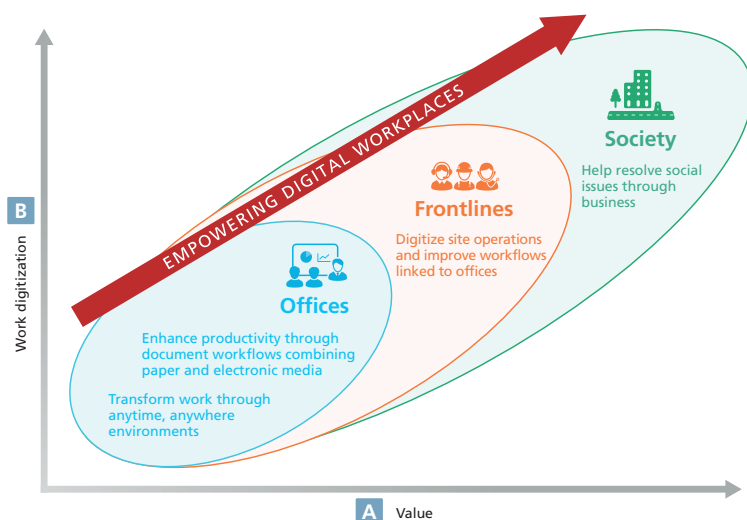 EMPOWERING DIGITAL WORKPLACES
Society
Help resolve social
issues through
business
Frontlines
Digitize site operations
and improve workflows
linked to offices
Offices
Enhance productivity through
document workflows combining
paper and electronic media
Transform work through
anytime, anywhere
environments
B
Work digitization
A Value